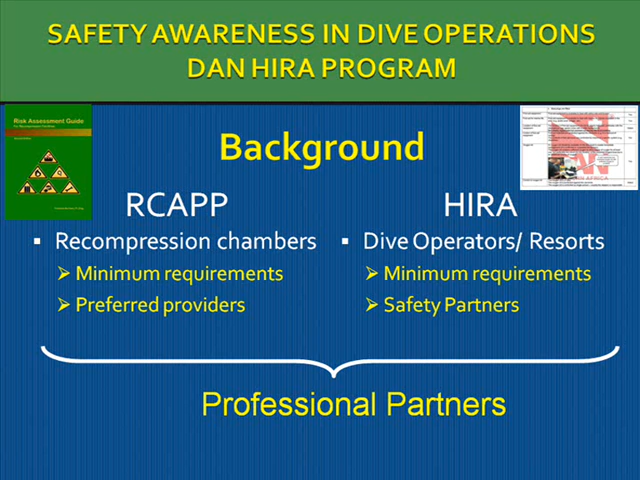 SAFETY AWARENESS IN DIVE OPERATIONS
DAN HIRA PROGRAM
Risk Assessment Guide
Background
RCAPP
▪ Recompression chambers
➢ Minimum requirements
➢ Preferred providers
HIRA
▪ Dive Operators/ Resorts
➢ Minimum requirements
➢ Safety Partners
Professional Partners